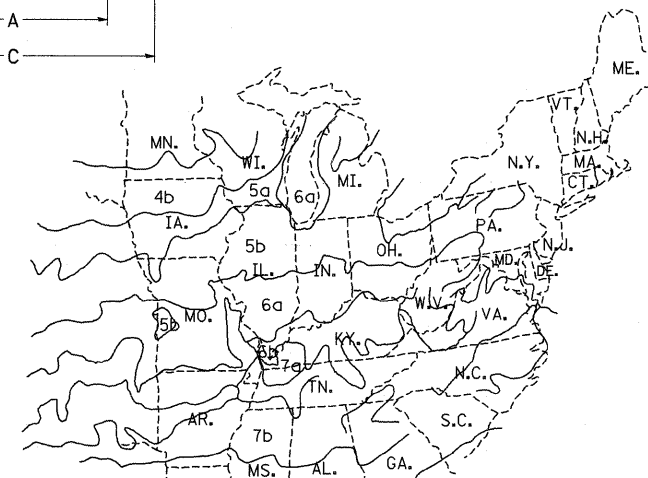 A
C
ME.
VT.
MN.
N.H.
WI.
N.Y.
MA.
MI.
CT.
4b
5a
6a
IA.
PA.
5b
OH.
N.J.
IL.
IN.
MD.
DE.
6a
W.V.
MO.
5b
VA.
KY.
6b
7a
N.C.
TN.
AR.
S.C.
7b
MS.
AL.
GA.